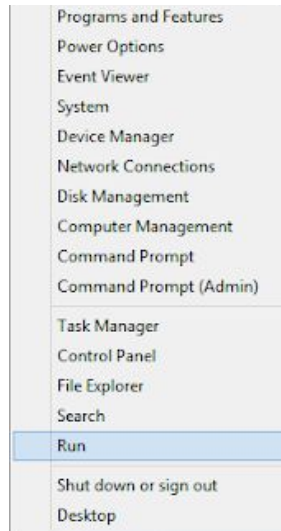 Programs and Features
Power Options
Event Viewer
System
Device Manager
Network Connections
Disk Management
Computer Management
Command Prompt
Command Prompt (Admin)
Task Manager
Control Panel
File Explorer
Search
Run
Shut down or sign out
Desktop